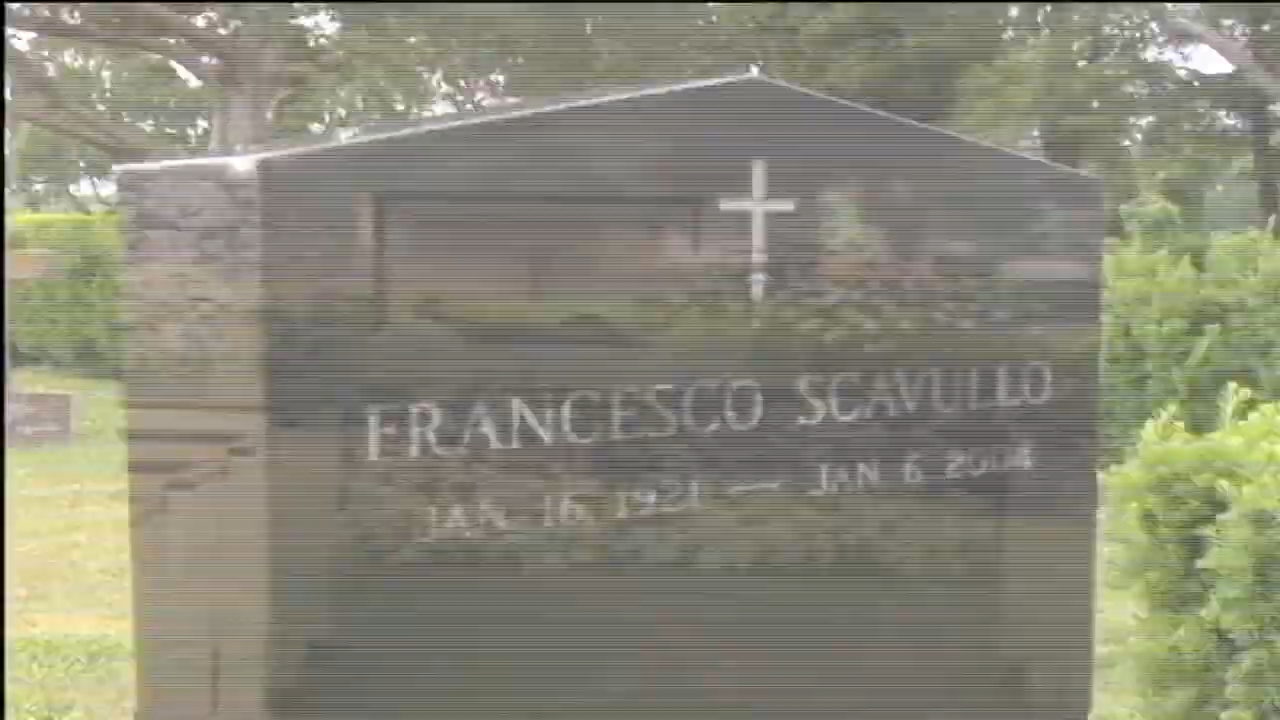 FRANCESCO SCAVULLO
JAN. 16, 1921 — JAN 6 2004